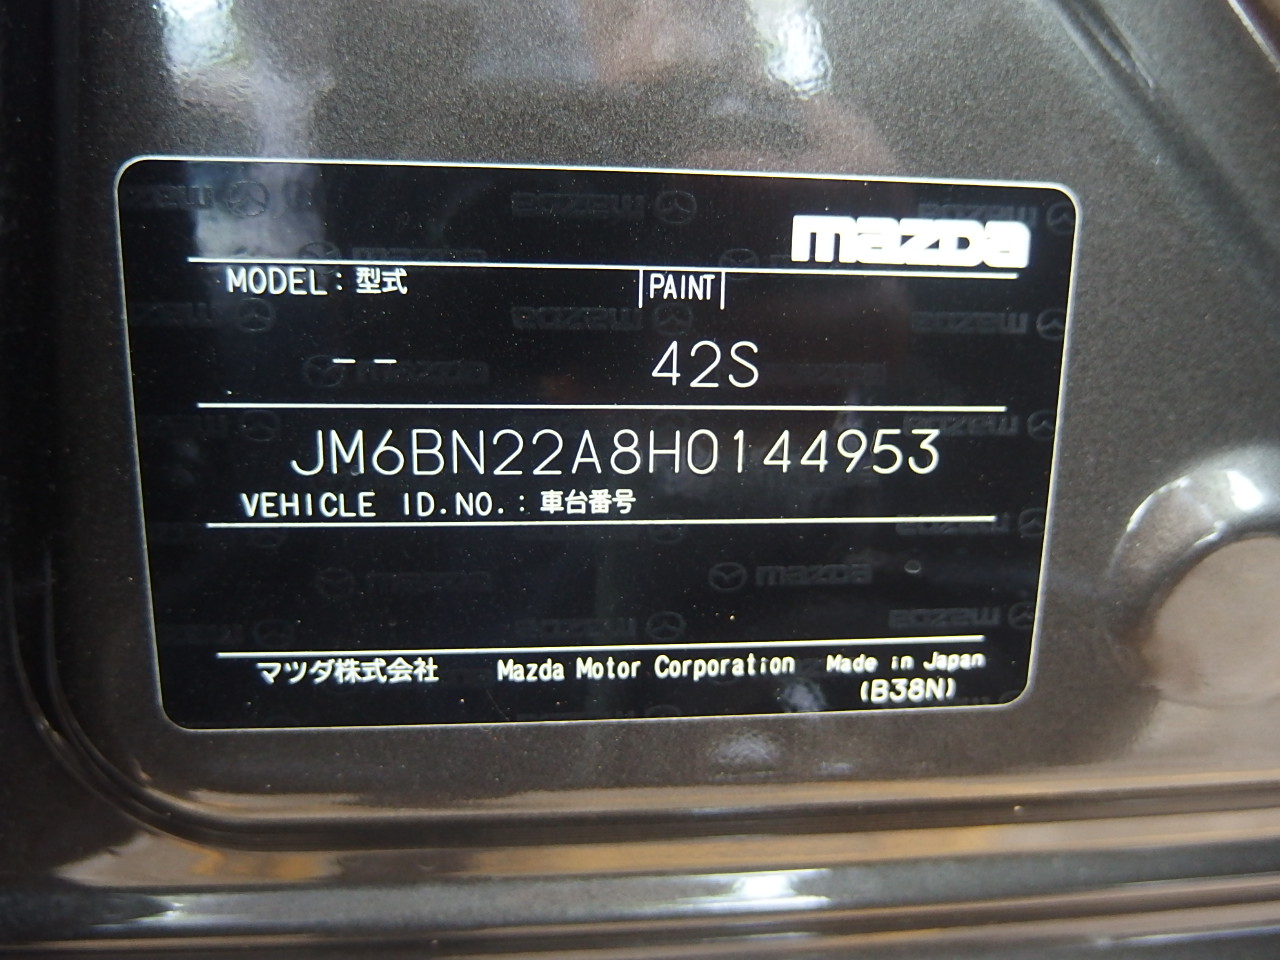 mazda
MODEL : 型式 PAINT
-- 42S
JM6BN22A8H0144953
VEHICLE ID.NO. : 車台番号
マツダ株式会社 Mazda Motor Corporation Made in Japan
(B38N)